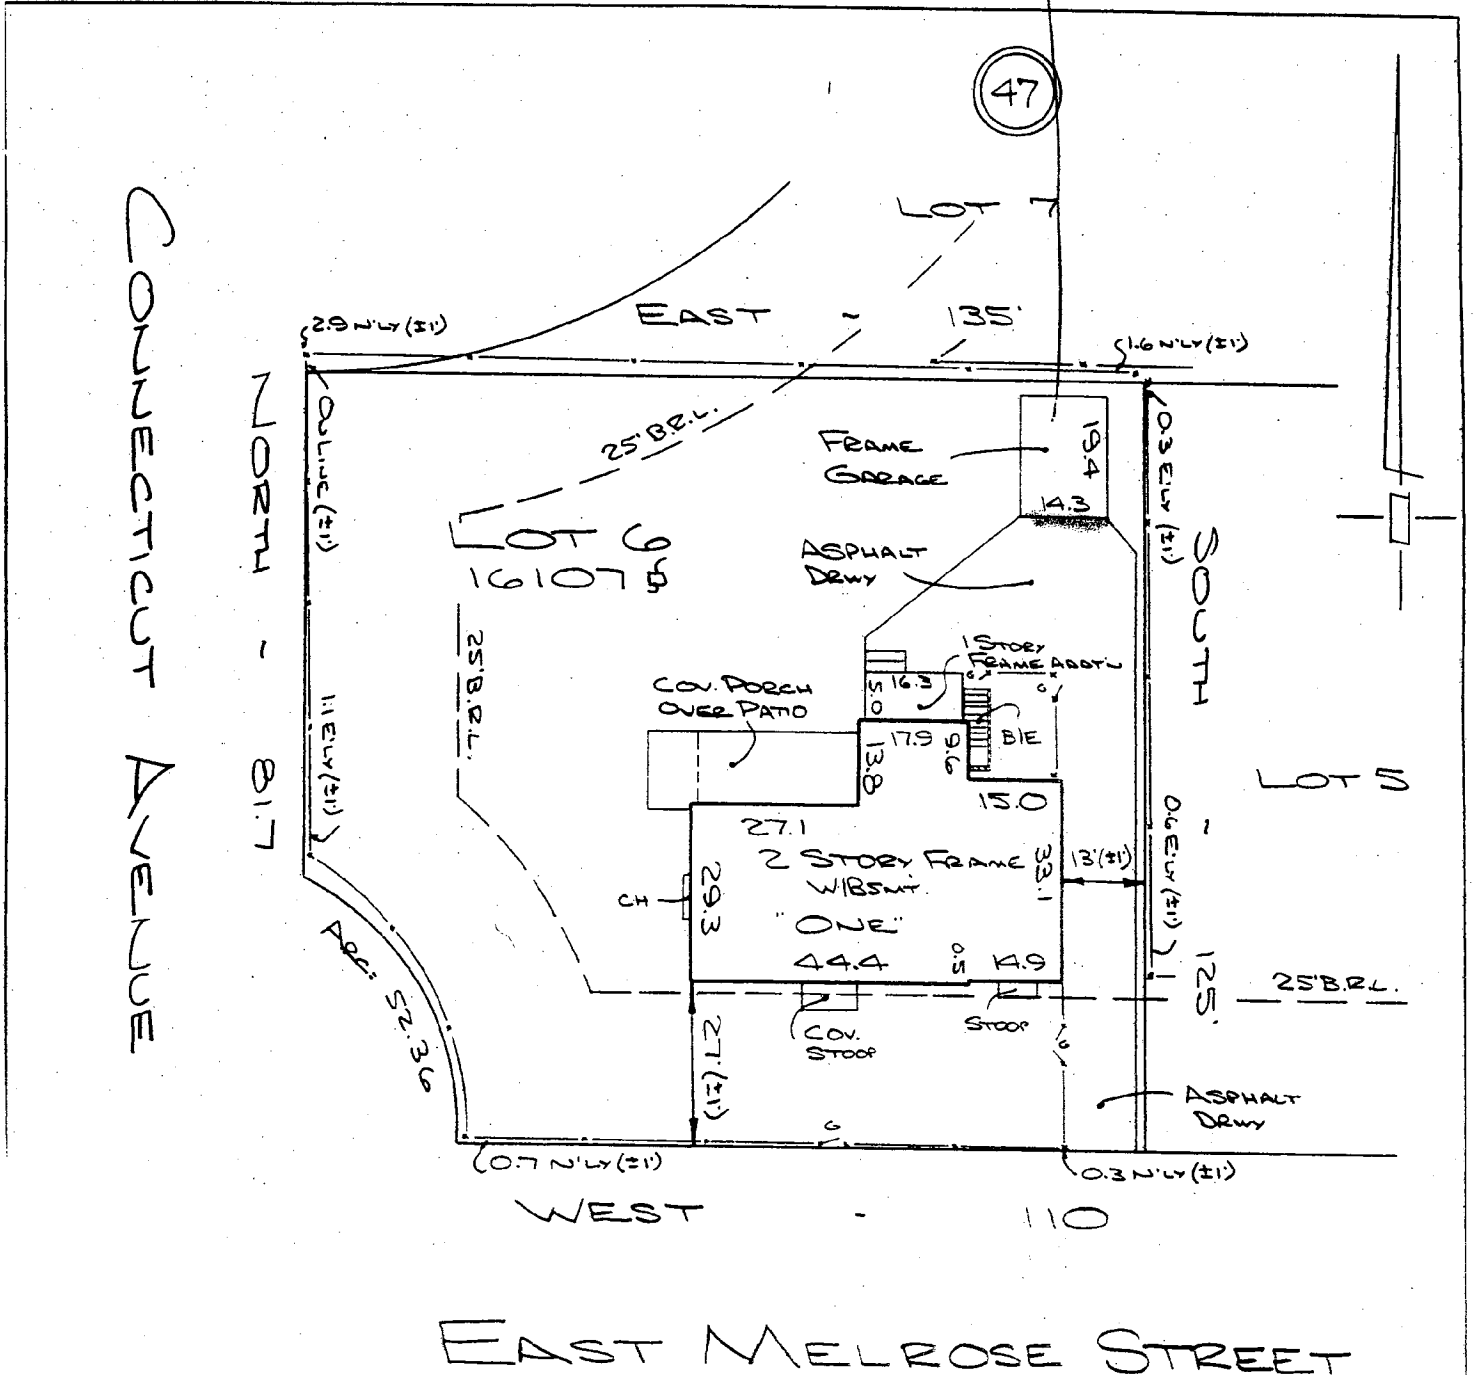 47
LOT 7
EAST - 135'
2.9 N'LY (±1')
1.6 N'LY (±1')
ON LINE (±1')
25' B.R.L.
FRAME
GARAGE
19.4
14.3
0.3 E'LY (±1')
CONNECTICUT AVENUE
NORTH - 81.7
LOT 6
16107 ⏍
ASPHALT
DRWY
SOUTH - 125'
25' B.R.L.
1 STORY
FRAME ADDT'N
G
G
16.3
5.0
COV. PORCH
OVER PATIO
17.9
9.6
13.8
B/E
15.0
LOT 5
1.1 E'LY (±1')
27.1
2 STORY FRAME
W/BSMT.
"ONE"
44.4
29.3
33.1
13' (±1')
0.6 E'LY (±1')
CH
0.5
14.9
25' B.R.L.
ARC: 52.36
COV.
STOOP
STOOP
27' (±1')
G
G
ASPHALT
DRWY
0.7 N'LY (±1')
0.3 N'LY (±1')
WEST - 110
EAST MELROSE STREET